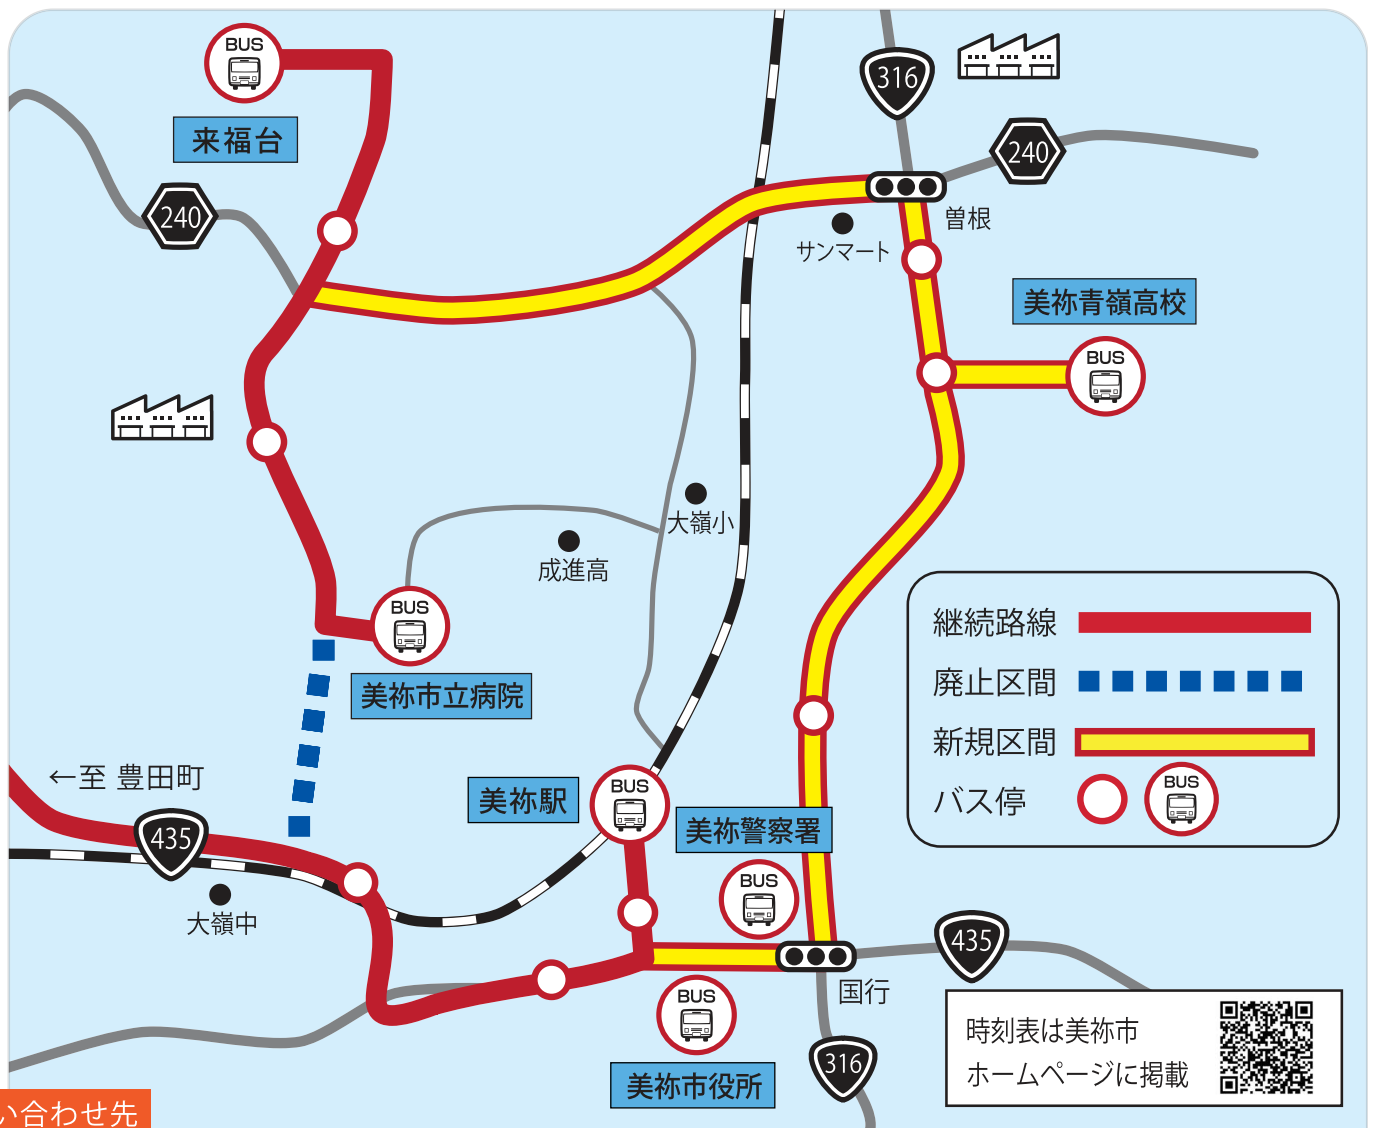 BUS
来福台
316
240
240
曽根
サンマート
美祢青嶺高校
BUS
大嶺小
成進高
BUS
美祢市立病院
継続路線
廃止区間
新規区間
バス停
BUS
←至 豊田町
435
美祢駅
BUS
美祢警察署
BUS
大嶺中
435
国行
BUS
316
美祢市役所
時刻表は美祢市
ホームページに掲載
い合わせ先